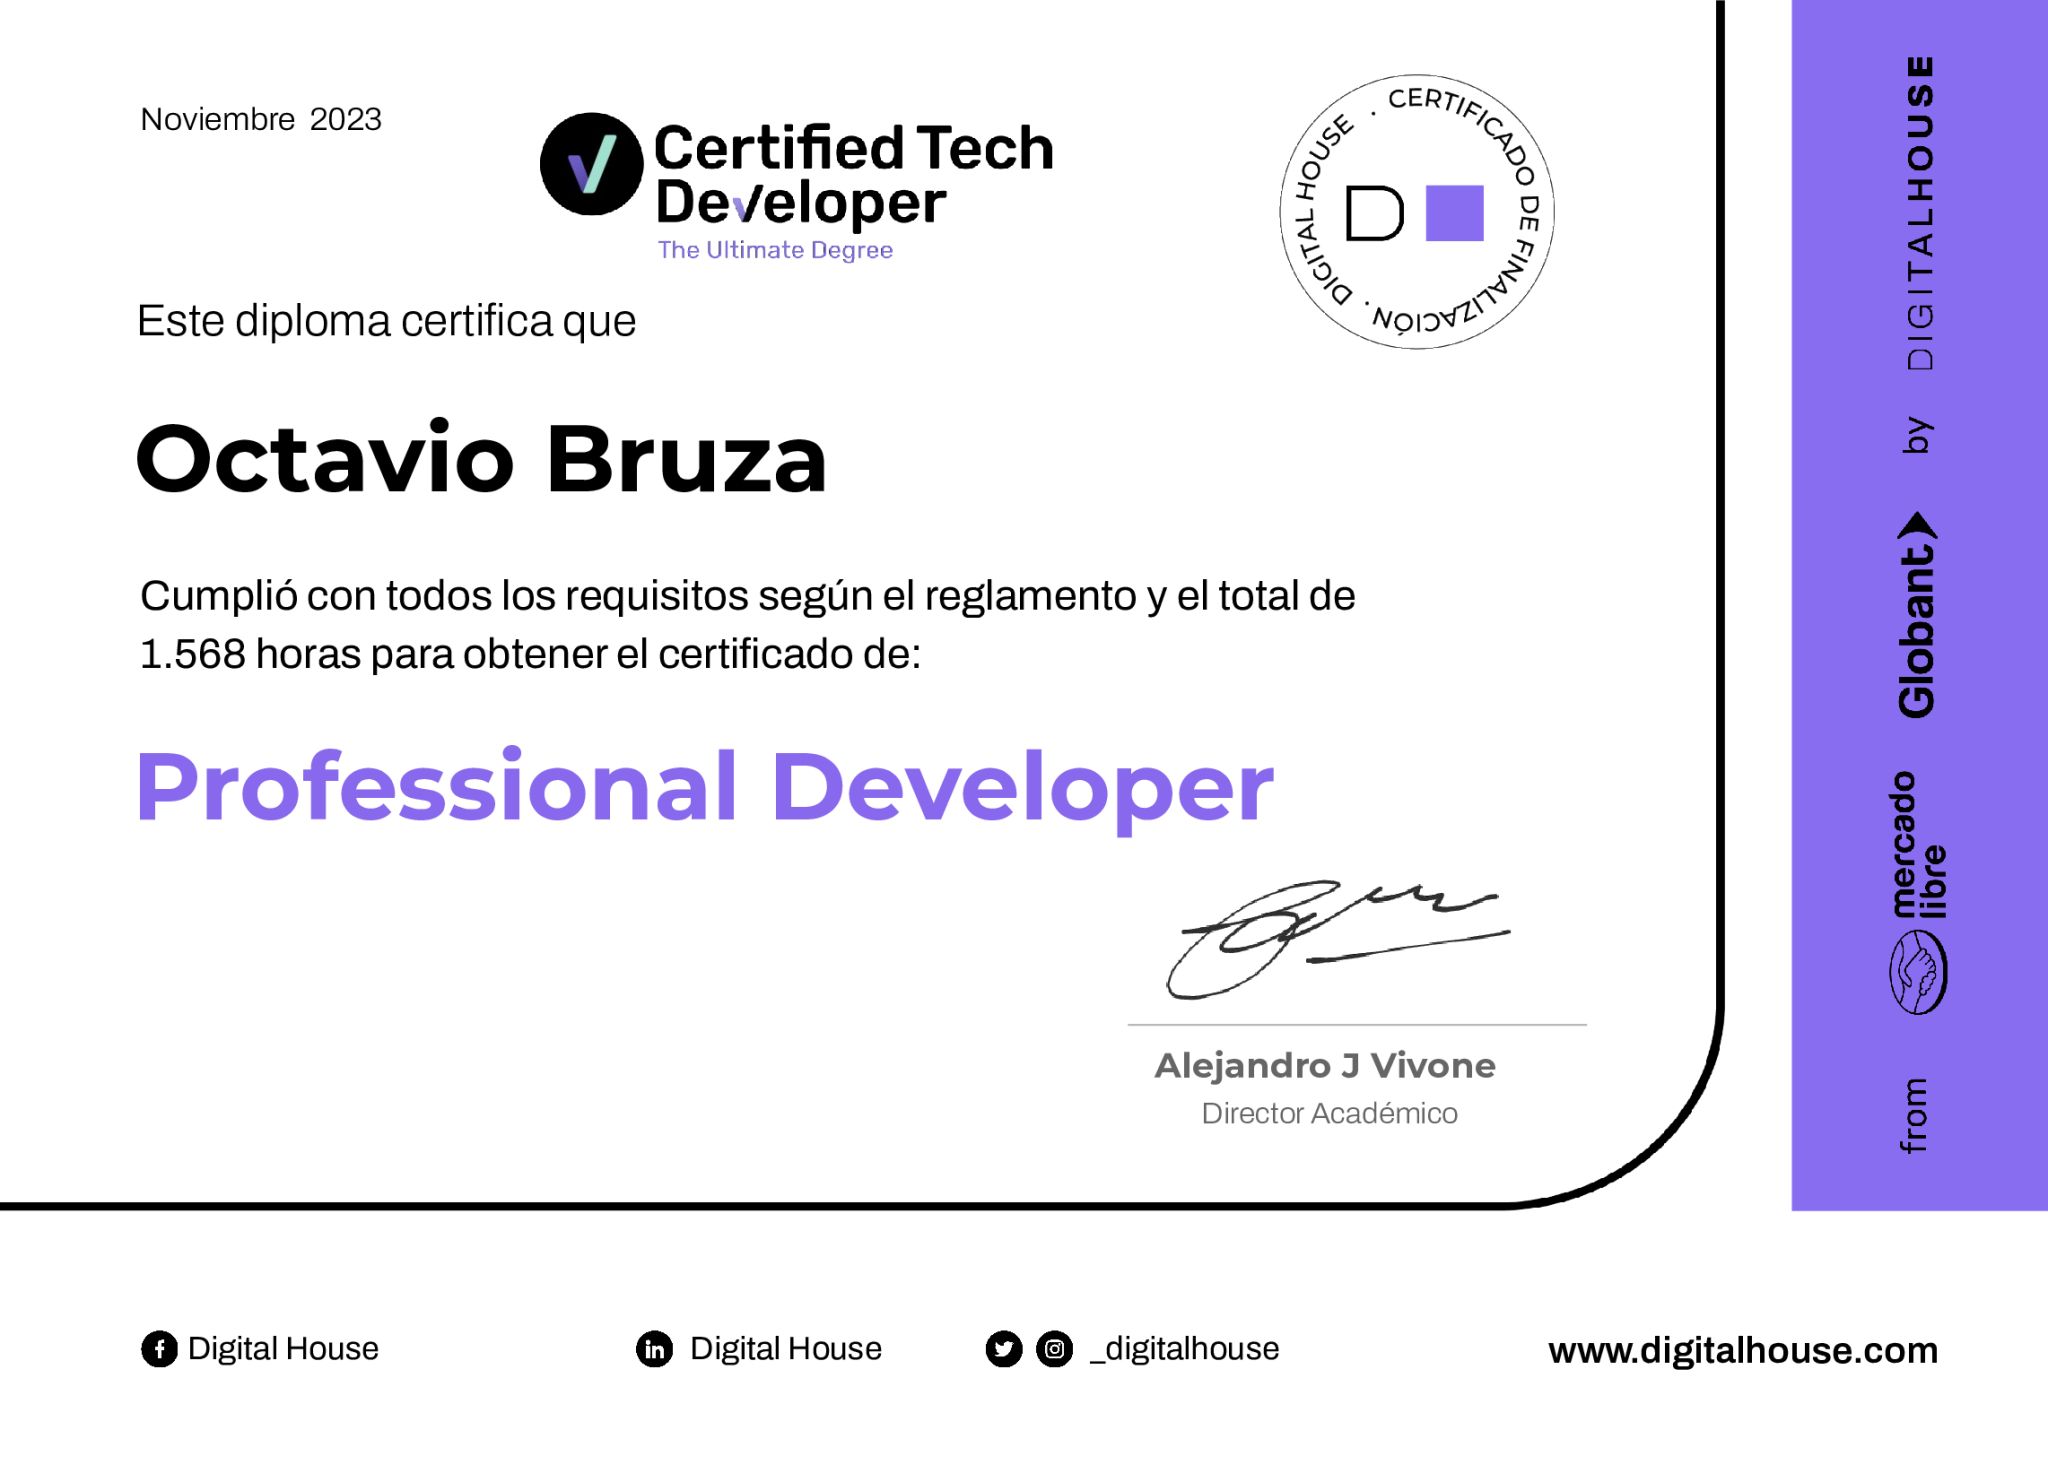 Noviembre 2023
Certified Tech
Developer
The Ultimate Degree
CERTIFICADO DE FINALIZACIÓN · DIGITAL HOUSE ·
D
Este diploma certifica que
Octavio Bruza
Cumplió con todos los requisitos según el reglamento y el total de
1.568 horas para obtener el certificado de:
Professional Developer
Alejandro J Vivone
Director Académico
from mercado libre Globant by DIGITALHOUSE
Digital House
Digital House
_digitalhouse
www.digitalhouse.com